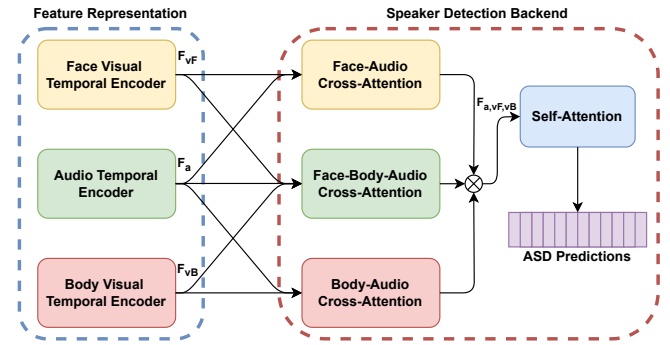 Feature Representation
Speaker Detection Backend
Face Visual
Temporal Encoder
F_vF
Face-Audio
Cross-Attention
F_a,vF,vB
Self-Attention
Audio Temporal
Encoder
F_a
Face-Body-Audio
Cross-Attention
ASD Predictions
Body Visual
Temporal Encoder
F_vB
Body-Audio
Cross-Attention